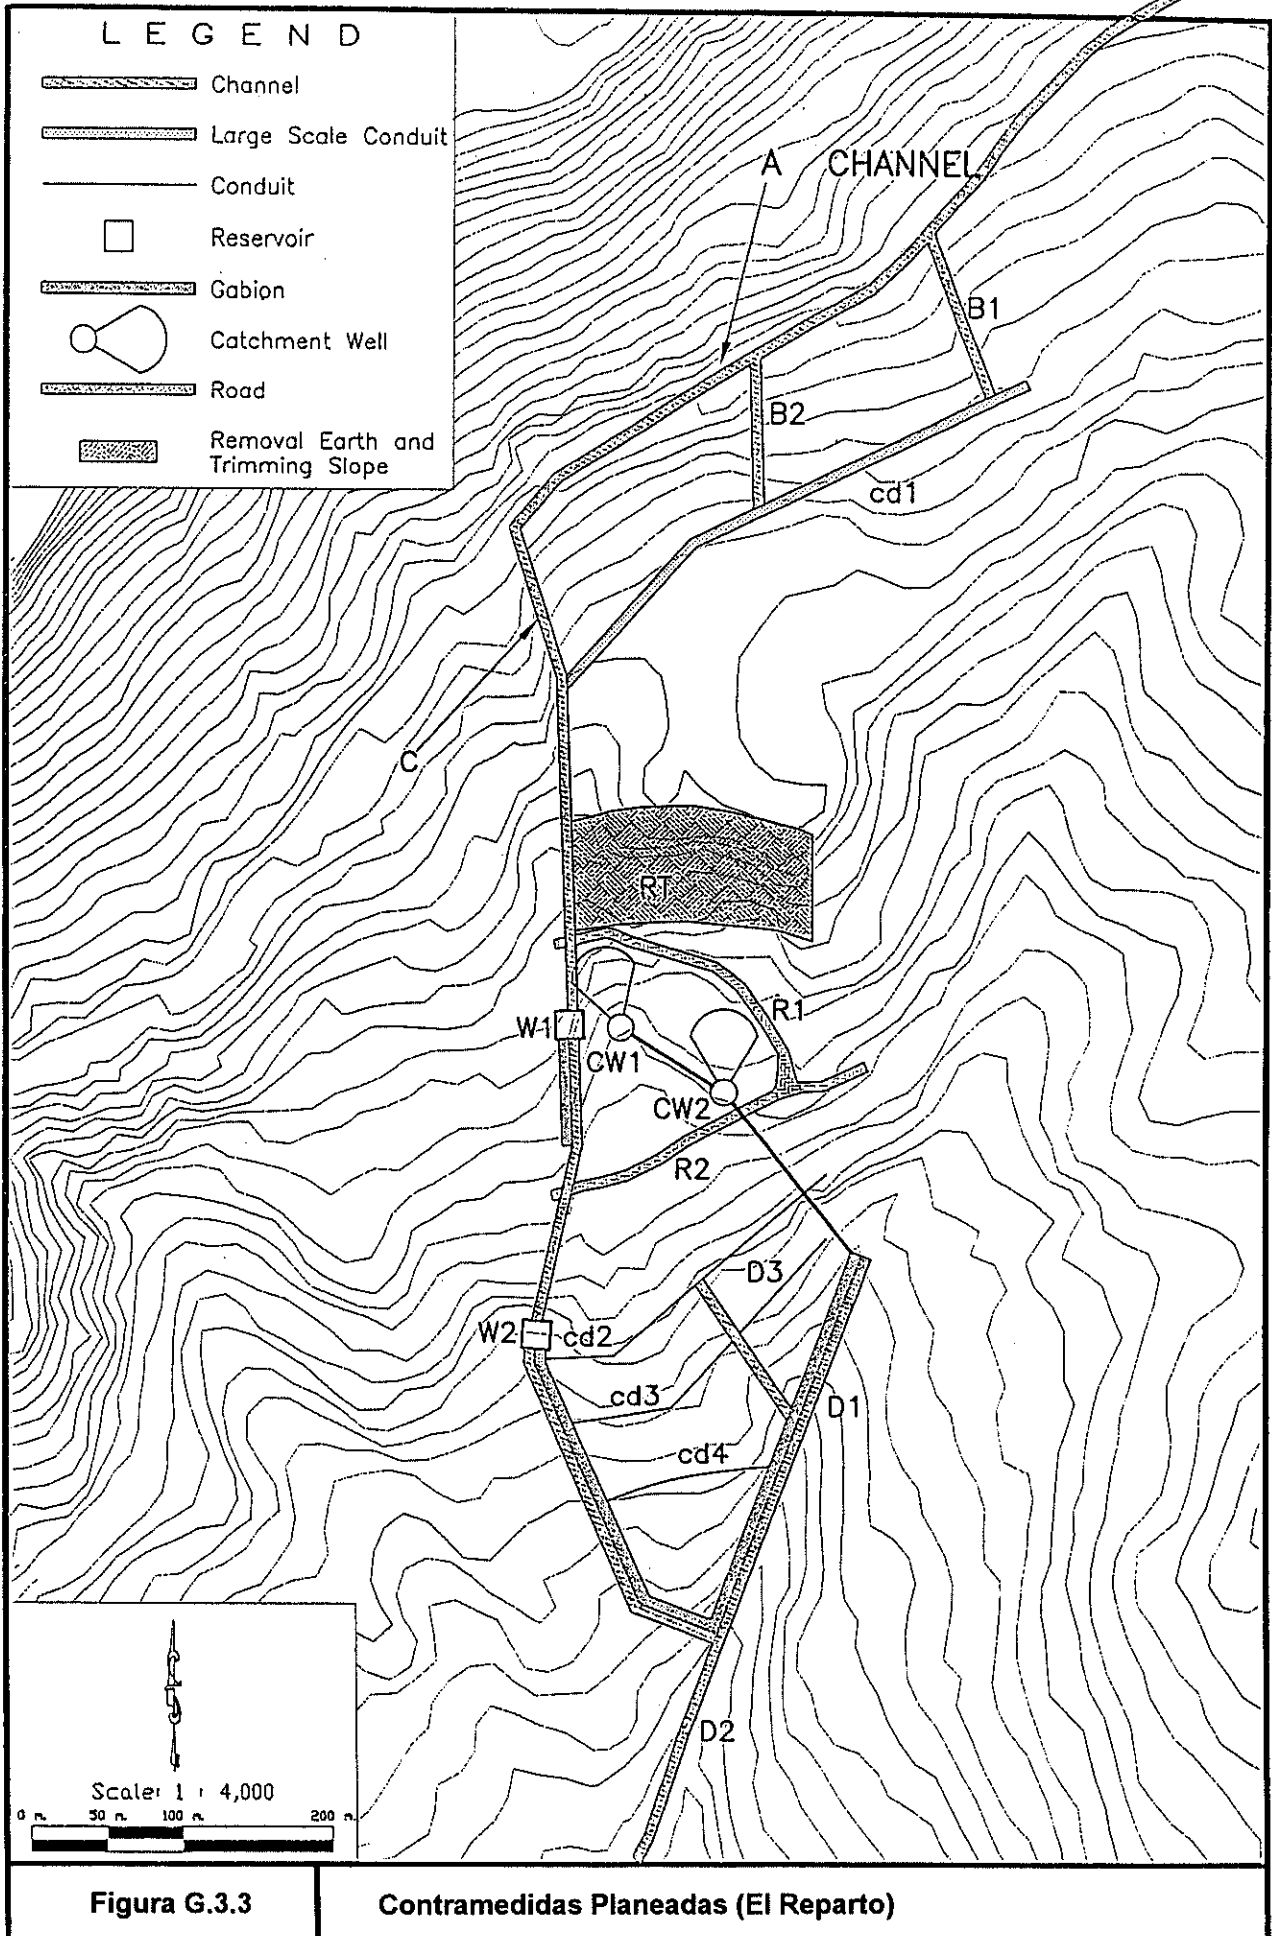 L E G E N D
Channel
Large Scale Conduit
Conduit
Reservoir
Gabion
Catchment Well
Road
Removal Earth and
Trimming Slope
A CHANNEL
B1
B2
cd1
C
RT
R1
W1
CW1
CW2
R2
D3
W2
cd2
cd3
D1
cd4
D2
Scale: 1 : 4,000
0 m. 50 m. 100 m. 200 m.
Figura G.3.3
Contramedidas Planeadas (El Reparto)